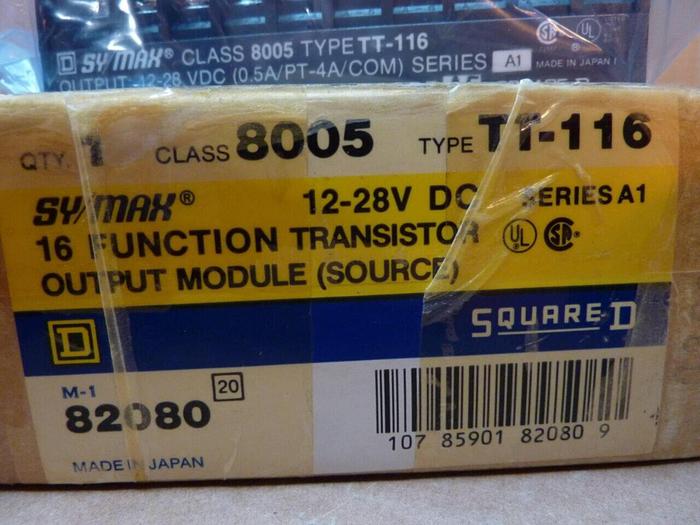 D SY/MAX® CLASS 8005 TYPE TT-116
OUTPUT 12-28 VDC (0.5A/PT-4A/COM) SERIES A1 MADE IN JAPAN
QTY. 1 CLASS 8005 TYPE TT-116
SY/MAX® 12-28V DC SERIES A1
16 FUNCTION TRANSISTOR UL SA®
OUTPUT MODULE (SOURCE)
D SQUARE D
M-1 20
82080
107 85901 82080 9
MADE IN JAPAN